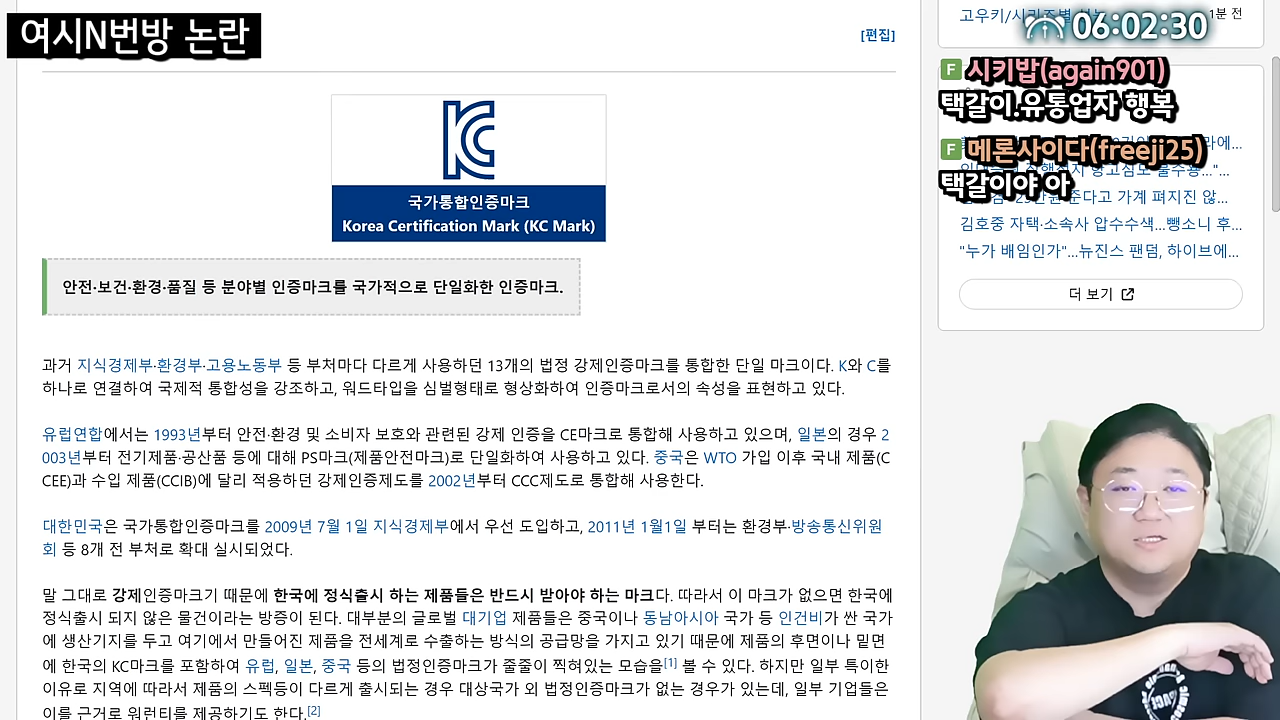 여시N번방 논란
[편집]
KC
국가통합인증마크
Korea Certification Mark (KC Mark)
안전·보건·환경·품질 등 분야별 인증마크를 국가적으로 단일화한 인증마크.
과거 지식경제부·환경부·고용노동부 등 부처마다 다르게 사용하던 13개의 법정 강제인증마크를 통합한 단일 마크이다. K와 C를
하나로 연결하여 국제적 통합성을 강조하고, 워드타입을 심벌형태로 형상화하여 인증마크로서의 속성을 표현하고 있다.
유럽연합에서는 1993년부터 안전·환경 및 소비자 보호와 관련된 강제 인증을 CE마크로 통합해 사용하고 있으며, 일본의 경우 2
003년부터 전기제품·공산품 등에 대해 PS마크(제품안전마크)로 단일화하여 사용하고 있다. 중국은 WTO 가입 이후 국내 제품(C
CEE)과 수입 제품(CCIB)에 달리 적용하던 강제인증제도를 2002년부터 CCC제도로 통합해 사용한다.
대한민국은 국가통합인증마크를 2009년 7월 1일 지식경제부에서 우선 도입하고, 2011년 1월1일 부터는 환경부·방송통신위원
회 등 8개 전 부처로 확대 실시되었다.
말 그대로 강제인증마크기 때문에 한국에 정식출시 하는 제품들은 반드시 받아야 하는 마크다. 따라서 이 마크가 없으면 한국에
정식출시 되지 않은 물건이라는 방증이 된다. 대부분의 글로벌 대기업 제품들은 중국이나 동남아시아 국가 등 인건비가 싼 국가
에 생산기지를 두고 여기에서 만들어진 제품을 전세계로 수출하는 방식의 공급망을 가지고 있기 때문에 제품의 후면이나 밑면
에 한국의 KC마크를 포함하여 유럽, 일본, 중국 등의 법정인증마크가 줄줄이 찍혀있는 모습을[1] 볼 수 있다. 하지만 일부 특이한
이유로 지역에 따라서 제품의 스펙등이 다르게 출시되는 경우 대상국가 외 법정인증마크가 없는 경우가 있는데, 일부 기업들은
이를 근거로 워런티를 제공하기도 한다.[2]
고우키/시리즈별
1분 전
06:02:30
F 시키밥(again901)
택갈이.유통업자 행복
F 메론사이다(freeji25)
택갈이야 아
준다고 가계 펴지진 않...
김호중 자택·소속사 압수수색...뺑소니 후...
"누가 배임인가"...뉴진스 팬덤, 하이브에...
더 보기